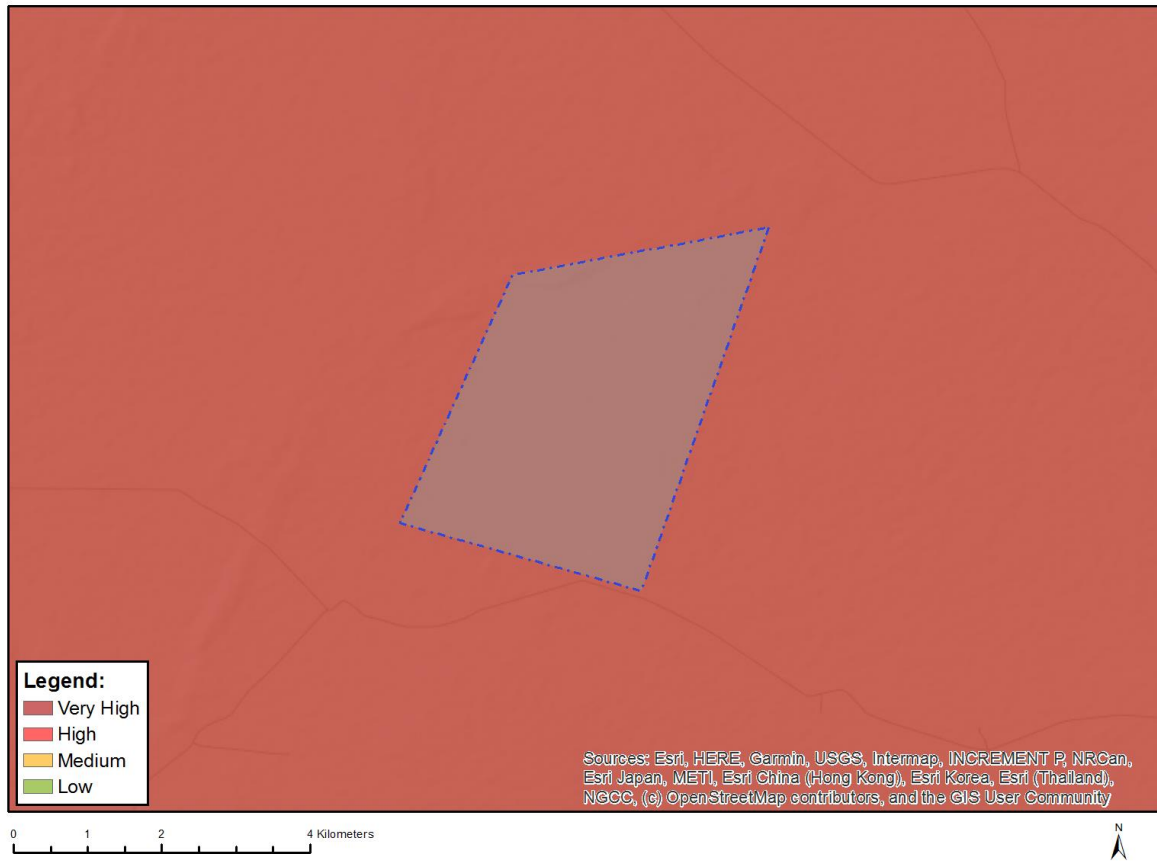 Legend:
Very High
High
Medium
Low
Sources: Esri, HERE, Garmin, USGS, Intermap, INCREMENT P, NRCan,
Esri Japan, METI, Esri China (Hong Kong), Esri Korea, Esri (Thailand),
NGCC, (c) OpenStreetMap contributors, and the GIS User Community
0 1 2 4 Kilometers
N